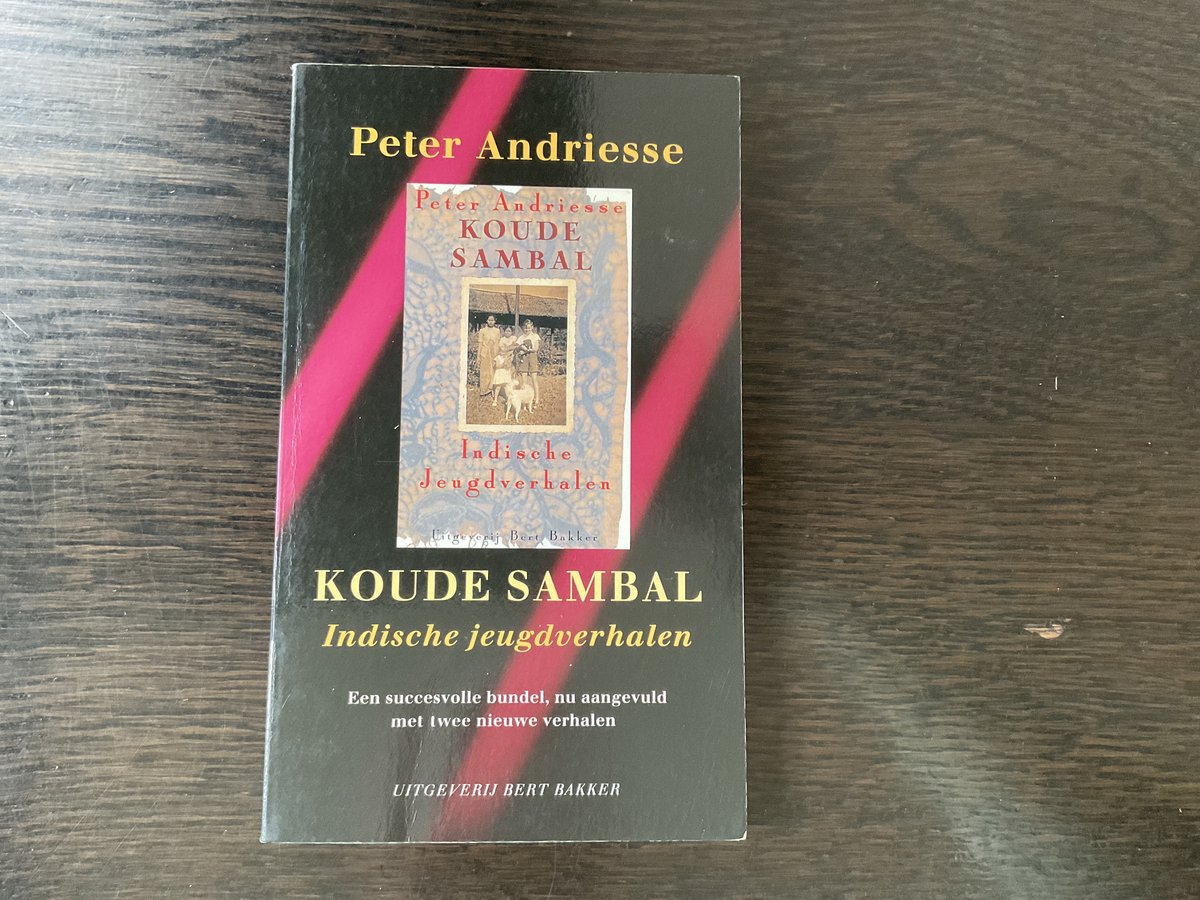 Peter Andriesse
Peter Andriesse
KOUDE
SAMBAL
Indische
Jeugdverhalen
Uitgeverij Bert Bakker
KOUDE SAMBAL
Indische jeugdverhalen
Een succesvolle bundel, nu aangevuld
met twee nieuwe verhalen
UITGEVERIJ BERT BAKKER